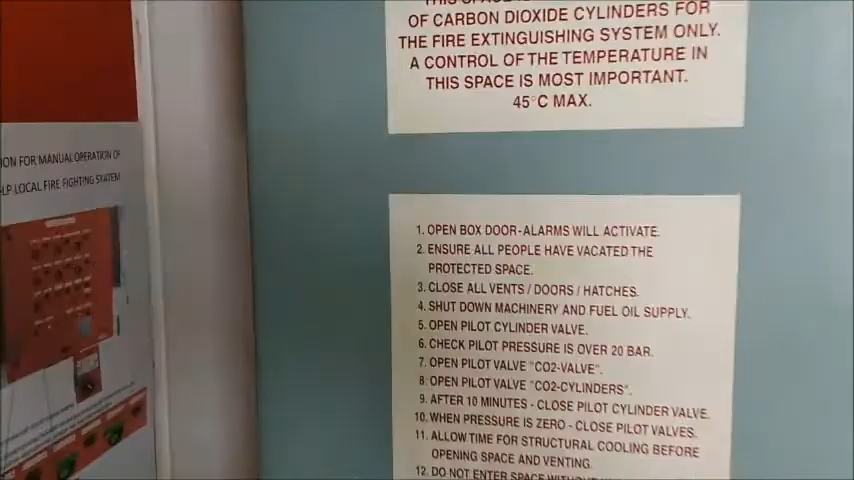 THIS SPACE IS
OF CARBON DIOXIDE CYLINDERS FOR
THE FIRE EXTINGUISHING SYSTEM ONLY.
A CONTROL OF THE TEMPERATURE IN
THIS SPACE IS MOST IMPORTANT.
45°C MAX.
ION FOR MANUAL OPERATION OF
LOCAL FIRE FIGHTING SYSTEM
1. OPEN BOX DOOR-ALARMS WILL ACTIVATE.
2. ENSURE ALL PEOPLE HAVE VACATED THE
PROTECTED SPACE.
3. CLOSE ALL VENTS / DOORS / HATCHES.
4. SHUT DOWN MACHINERY AND FUEL OIL SUPPLY.
5. OPEN PILOT CYLINDER VALVE.
6. CHECK PILOT PRESSURE IS OVER 20 BAR.
7. OPEN PILOT VALVE "CO2-VALVE".
8. OPEN PILOT VALVE "CO2-CYLINDERS".
9. AFTER 10 MINUTES - CLOSE PILOT CYLINDER VALVE.
10. WHEN PRESSURE IS ZERO - CLOSE PILOT VALVES.
11. ALLOW TIME FOR STRUCTURAL COOLING BEFORE
OPENING SPACE AND VENTING.
12. DO NOT ENTER SPACE WITHOUT